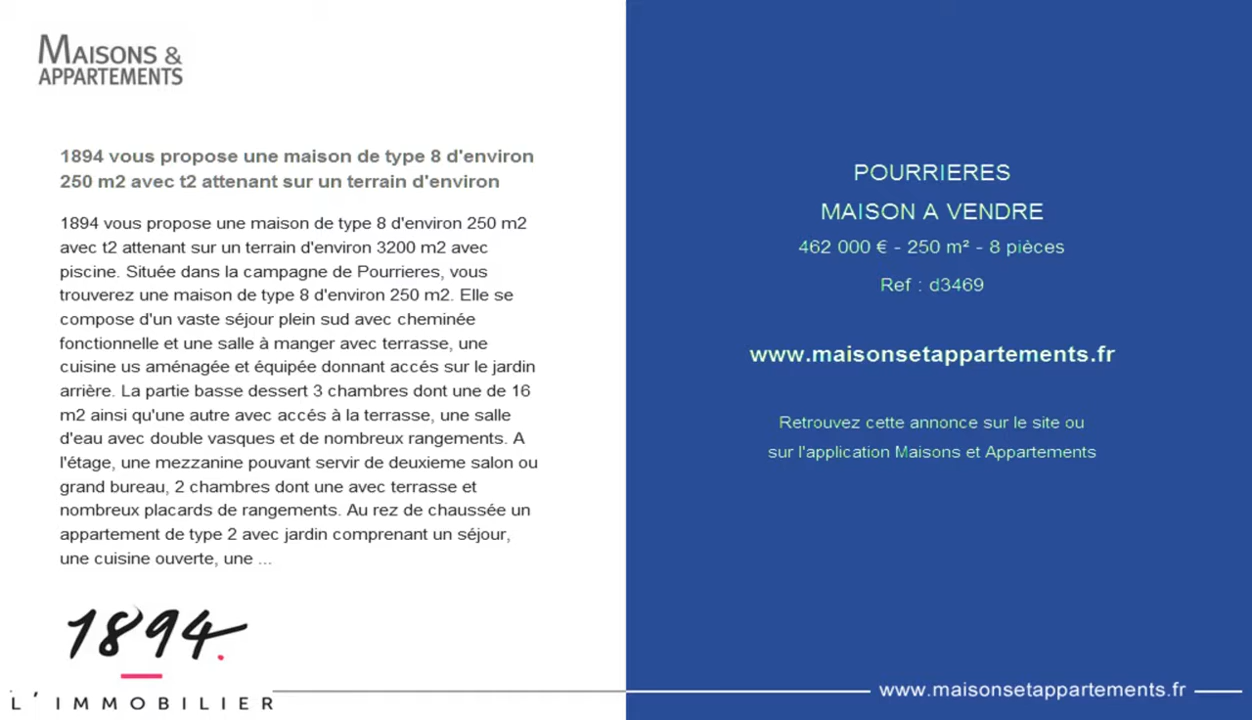 MAISONS &
APPARTEMENTS
1894 vous propose une maison de type 8 d'environ
250 m2 avec t2 attenant sur un terrain d'environ
1894 vous propose une maison de type 8 d'environ 250 m2
avec t2 attenant sur un terrain d'environ 3200 m2 avec
piscine. Située dans la campagne de Pourrieres, vous
trouverez une maison de type 8 d'environ 250 m2. Elle se
compose d'un vaste séjour plein sud avec cheminée
fonctionnelle et une salle à manger avec terrasse, une
cuisine us aménagée et équipée donnant accés sur le jardin
arrière. La partie basse dessert 3 chambres dont une de 16
m2 ainsi qu'une autre avec accés à la terrasse, une salle
d'eau avec double vasques et de nombreux rangements. A
l'étage, une mezzanine pouvant servir de deuxieme salon ou
grand bureau, 2 chambres dont une avec terrasse et
nombreux placards de rangements. Au rez de chaussée un
appartement de type 2 avec jardin comprenant un séjour,
une cuisine ouverte, une ...
1894.
L'IMMOBILIER
POURRIERES
MAISON A VENDRE
462 000 € - 250 m² - 8 pièces
Ref : d3469
www.maisonsetappartements.fr
Retrouvez cette annonce sur le site ou
sur l'application Maisons et Appartements
www.maisonsetappartements.fr